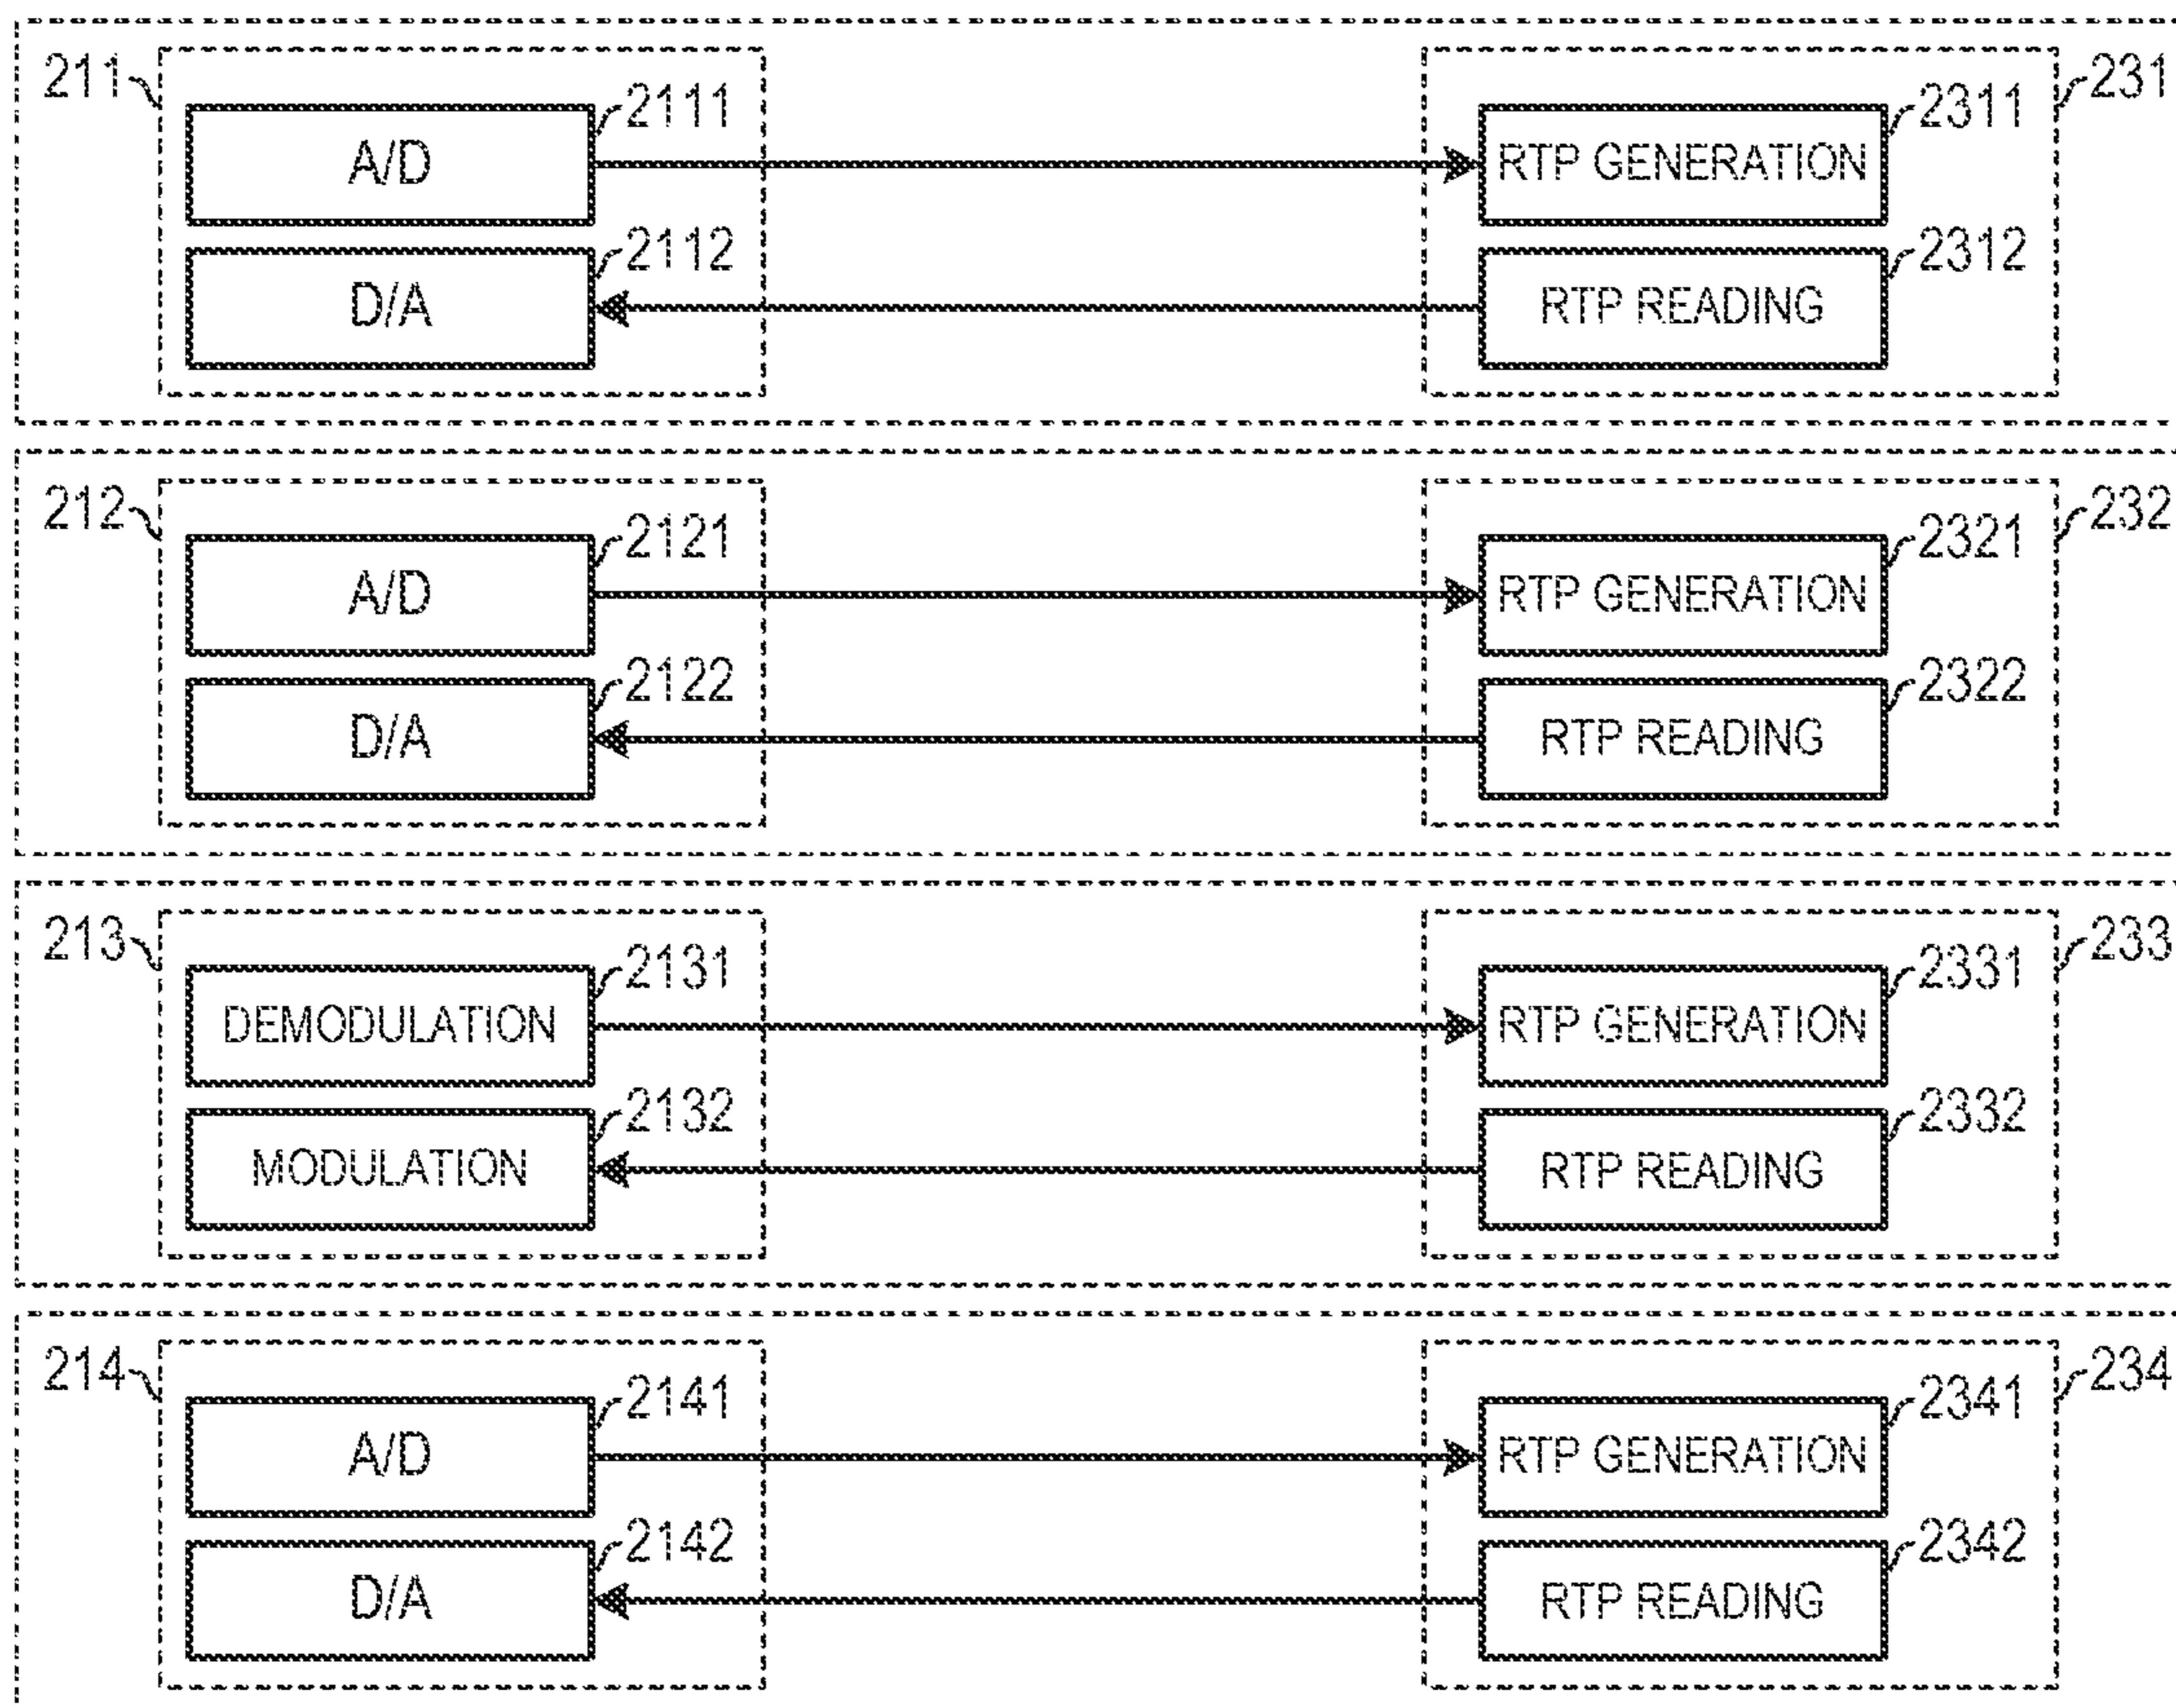 211
2111
A/D
2112
D/A
231
2311
RTP GENERATION
2312
RTP READING
212
2121
A/D
2122
D/A
232
2321
RTP GENERATION
2322
RTP READING
213
2131
DEMODULATION
2132
MODULATION
233
2331
RTP GENERATION
2332
RTP READING
214
2141
A/D
2142
D/A
234
2341
RTP GENERATION
2342
RTP READING